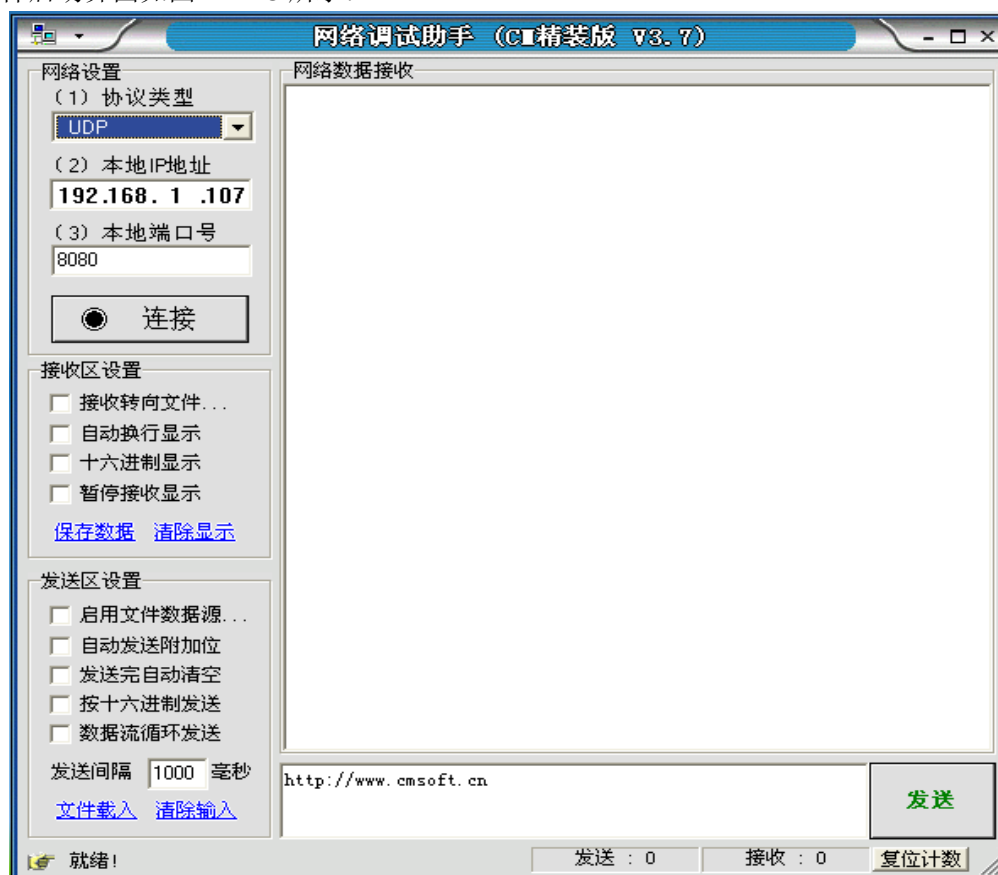 网络调试助手 (CⅢ精装版 V3.7)
网络设置
(1) 协议类型
UDP
(2) 本地IP地址
192.168. 1 .107
(3) 本地端口号
8080
连接
接收区设置
接收转向文件...
自动换行显示
十六进制显示
暂停接收显示
保存数据 清除显示
发送区设置
启用文件数据源...
自动发送附加位
发送完自动清空
按十六进制发送
数据流循环发送
发送间隔 1000 毫秒
文件载入 清除输入
网络数据接收
http://www.cmsoft.cn
发送
就绪!
发送 : 0
接收 : 0
复位计数